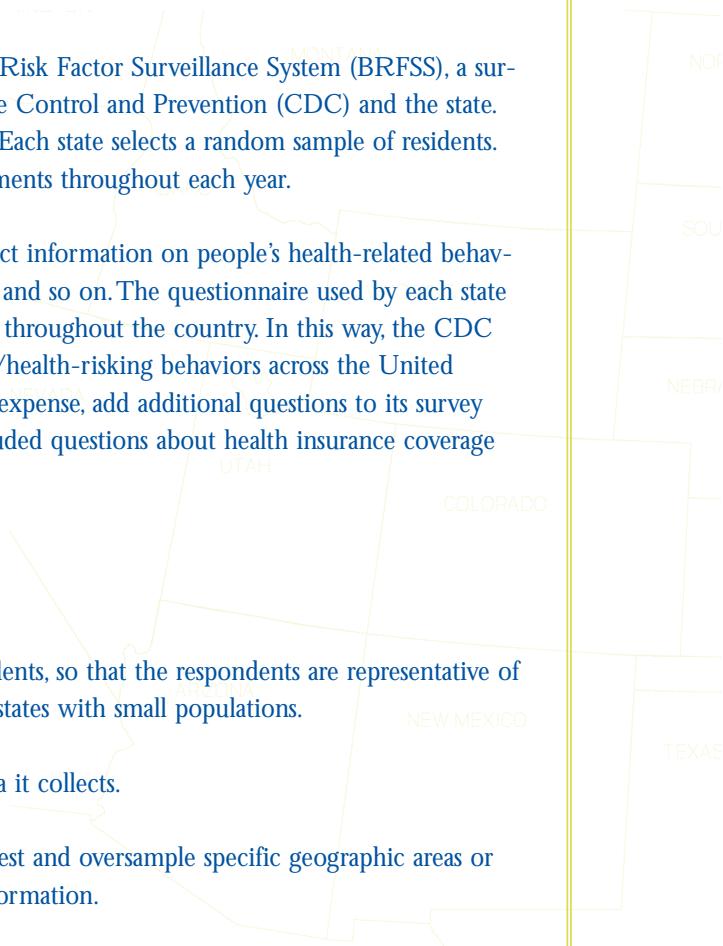 MONTANA
NOR
Risk Factor Surveillance System (BRFSS), a sur-
e Control and Prevention (CDC) and the state.
Each state selects a random sample of residents.
ments throughout each year.
SOU
ct information on people's health-related behav-
and so on. The questionnaire used by each state
throughout the country. In this way, the CDC
/health-risking behaviors across the United
NEVADA
NEBRA
expense, add additional questions to its survey
uded questions about health insurance coverage
UTAH
COLORADO
dents, so that the respondents are representative of
ARIZONA
states with small populations.
NEW MEXICO
TEXAS
a it collects.
est and oversample specific geographic areas or
ormation.